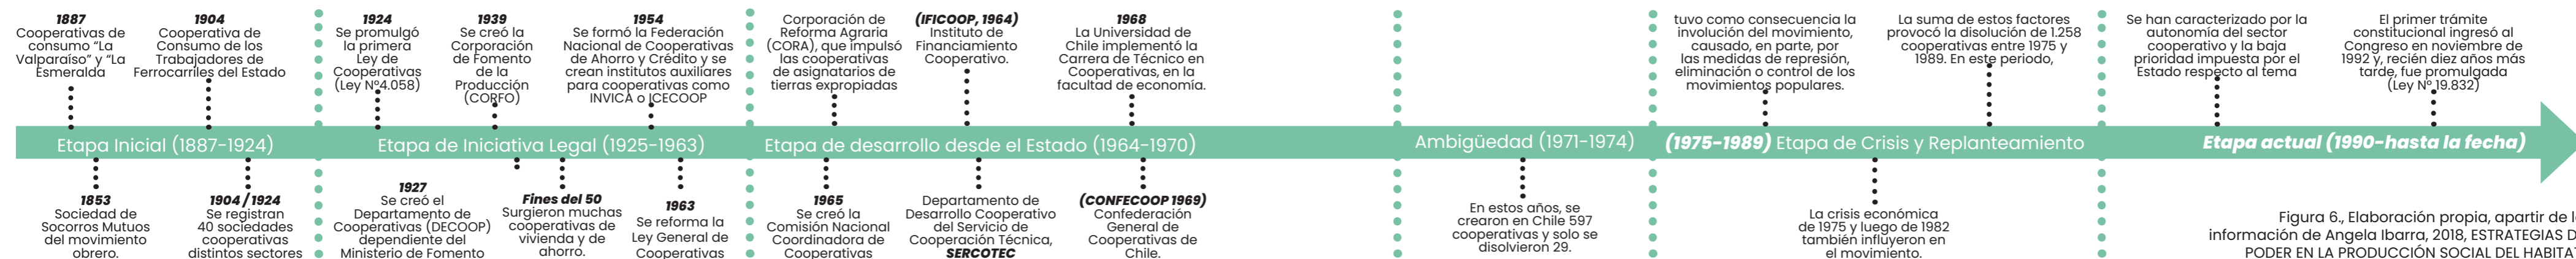 1887
Cooperativas de
consumo “La
Valparaíso” y “La
Esmeralda
1904
Cooperativa de
Consumo de los
Trabajadores de
Ferrocarriles del Estado
1924
Se promulgó
la primera
Ley de
Cooperativas
(Ley N°4.058)
1939
Se creó la
Corporación
de Fomento
de la
Producción
(CORFO)
1954
Se formó la Federación
Nacional de Cooperativas
de Ahorro y Crédito y se
crean institutos auxiliares
para cooperativas como
INVICA o ICECOOP
Corporación de
Reforma Agraria
(CORA), que impulsó
las cooperativas
de asignatarios de
tierras expropiadas
(IFICOOP, 1964)
Instituto de
Financiamiento
Cooperativo.
1968
La Universidad de
Chile implementó la
Carrera de Técnico en
Cooperativas, en la
facultad de economía.
tuvo como consecuencia la
involución del movimiento,
causado, en parte, por
las medidas de represión,
eliminación o control de los
movimientos populares.
La suma de estos factores
provocó la disolución de 1.258
cooperativas entre 1975 y
1989. En este periodo,
Se han caracterizado por la
autonomía del sector
cooperativo y la baja
prioridad impuesta por el
Estado respecto al tema
El primer trámite
constitucional ingresó al
Congreso en noviembre de
1992 y, recién diez años más
tarde, fue promulgada
(Ley N° 19.832)
Etapa Inicial (1887-1924)
Etapa de Iniciativa Legal (1925-1963)
Etapa de desarrollo desde el Estado (1964-1970)
Ambigüedad (1971-1974)
(1975-1989) Etapa de Crisis y Replanteamiento
Etapa actual (1990-hasta la fecha)
1853
Sociedad de
Socorros Mutuos
del movimiento
obrero.
1904 / 1924
Se registran
40 sociedades
cooperativas
distintos sectores
1927
Se creó el
Departamento de
Cooperativas (DECOOP)
dependiente del
Ministerio de Fomento
Fines del 50
Surgieron muchas
cooperativas de
vivienda y de
ahorro.
1963
Se reforma la
Ley General de
Cooperativas
1965
Se creó la
Comisión Nacional
Coordinadora de
Cooperativas
Departamento de
Desarrollo Cooperativo
del Servicio de
Cooperación Técnica,
SERCOTEC
(CONFECOOP 1969)
Confederación
General de
Cooperativas de
Chile.
En estos años, se
crearon en Chile 597
cooperativas y solo se
disolvieron 29.
La crisis económica
de 1975 y luego de 1982
también influyeron en
el movimiento.
Figura 6., Elaboración propia, apartir de l
información de Angela Ibarra, 2018, ESTRATEGIAS D
PODER EN LA PRODUCCIÓN SOCIAL DEL HABITA